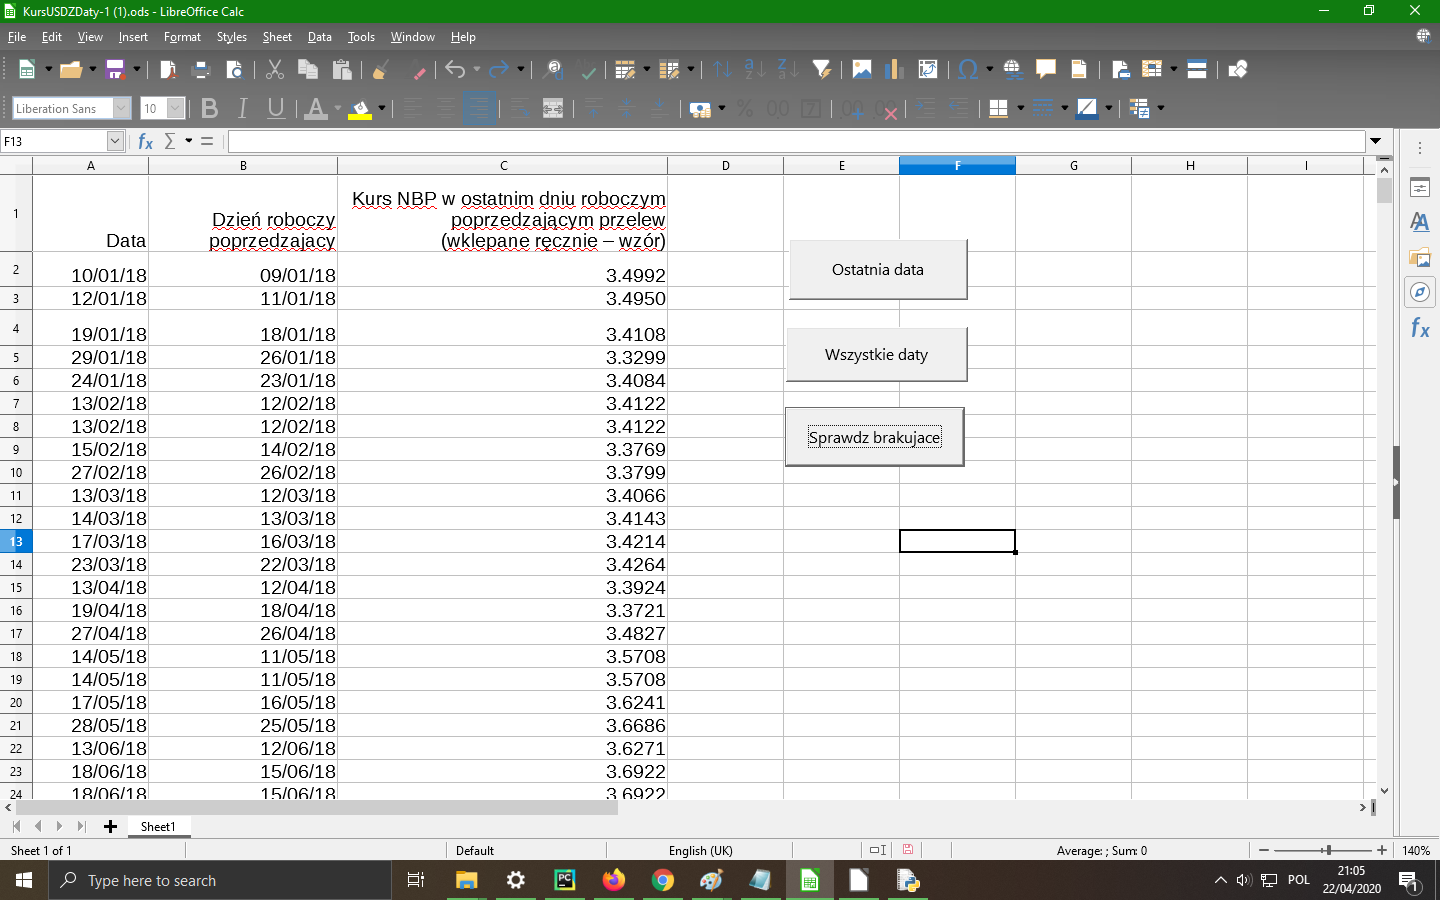 KursUSDZDaty-1 (1).ods - LibreOffice Calc
File Edit View Insert Format Styles Sheet Data Tools Window Help
Liberation Sans 10
F13
A B C D E F G H I
1 Data Dzień roboczy poprzedzajacy Kurs NBP w ostatnim dniu roboczym poprzedzającym przelew (wklepane ręcznie – wzór)
2 10/01/18 09/01/18 3.4992
3 12/01/18 11/01/18 3.4950
4 19/01/18 18/01/18 3.4108
5 29/01/18 26/01/18 3.3299
6 24/01/18 23/01/18 3.4084
7 13/02/18 12/02/18 3.4122
8 13/02/18 12/02/18 3.4122
9 15/02/18 14/02/18 3.3769
10 27/02/18 26/02/18 3.3799
11 13/03/18 12/03/18 3.4066
12 14/03/18 13/03/18 3.4143
13 17/03/18 16/03/18 3.4214
14 23/03/18 22/03/18 3.4264
15 13/04/18 12/04/18 3.3924
16 19/04/18 18/04/18 3.3721
17 27/04/18 26/04/18 3.4827
18 14/05/18 11/05/18 3.5708
19 14/05/18 11/05/18 3.5708
20 17/05/18 16/05/18 3.6241
21 28/05/18 25/05/18 3.6686
22 13/06/18 12/06/18 3.6271
23 18/06/18 15/06/18 3.6922
24 18/06/18 15/06/18 3.6922
Ostatnia data
Wszystkie daty
Sprawdz brakujace
Sheet1
Sheet 1 of 1 Default English (UK) Average: ; Sum: 0 140%
Type here to search
POL
21:05
22/04/2020
1